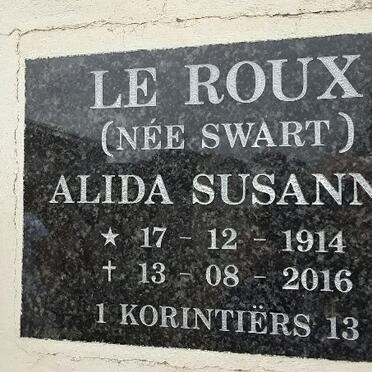 LE ROUX
(NÉE SWART)
ALIDA SUSANN
★ 17 - 12 - 1914
† 13 - 08 - 2016
1 KORINTIËRS 13